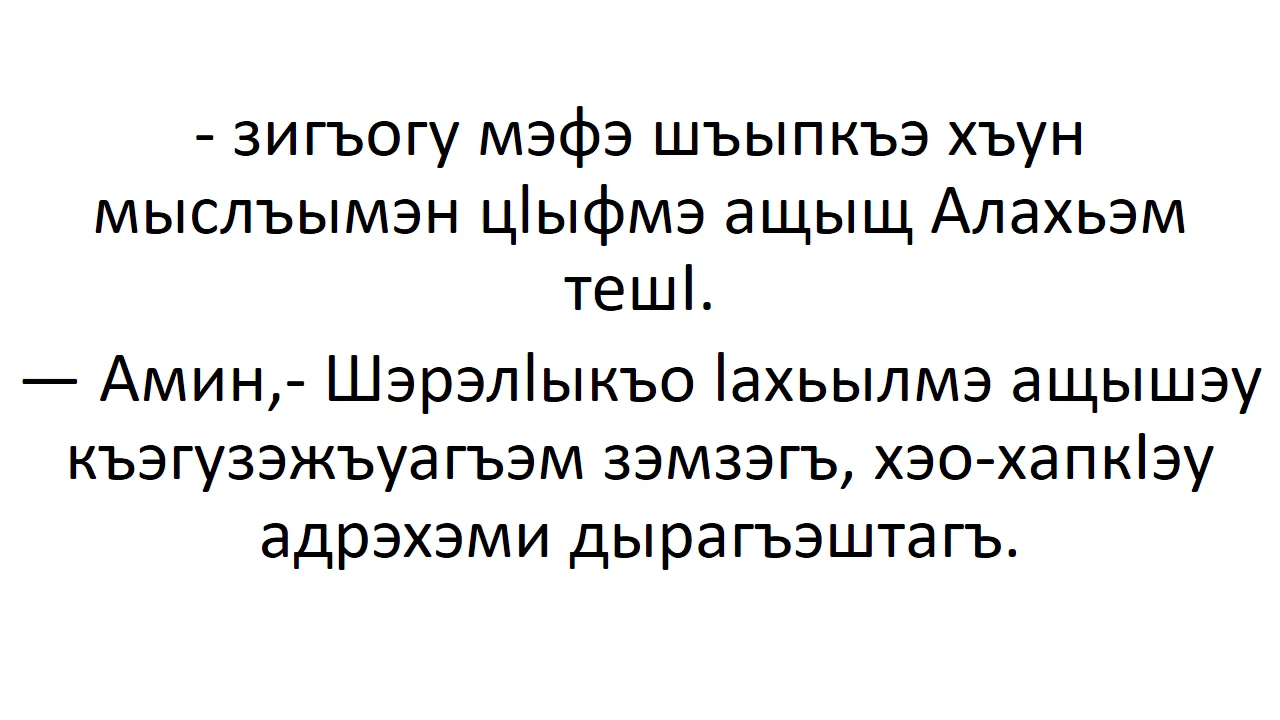 - зигъогу мэфэ шъыпкъэ хъун
мыслъымэн цӏыфмэ ащыщ Алахьэм
тешӏ.
— Амин,- Шэрэлӏыкъо ӏахьылмэ ащышэу
къэгузэжъуагъэм зэмзэгъ, хэо-хапкӏэу
адрэхэми дырагъэштагъ.